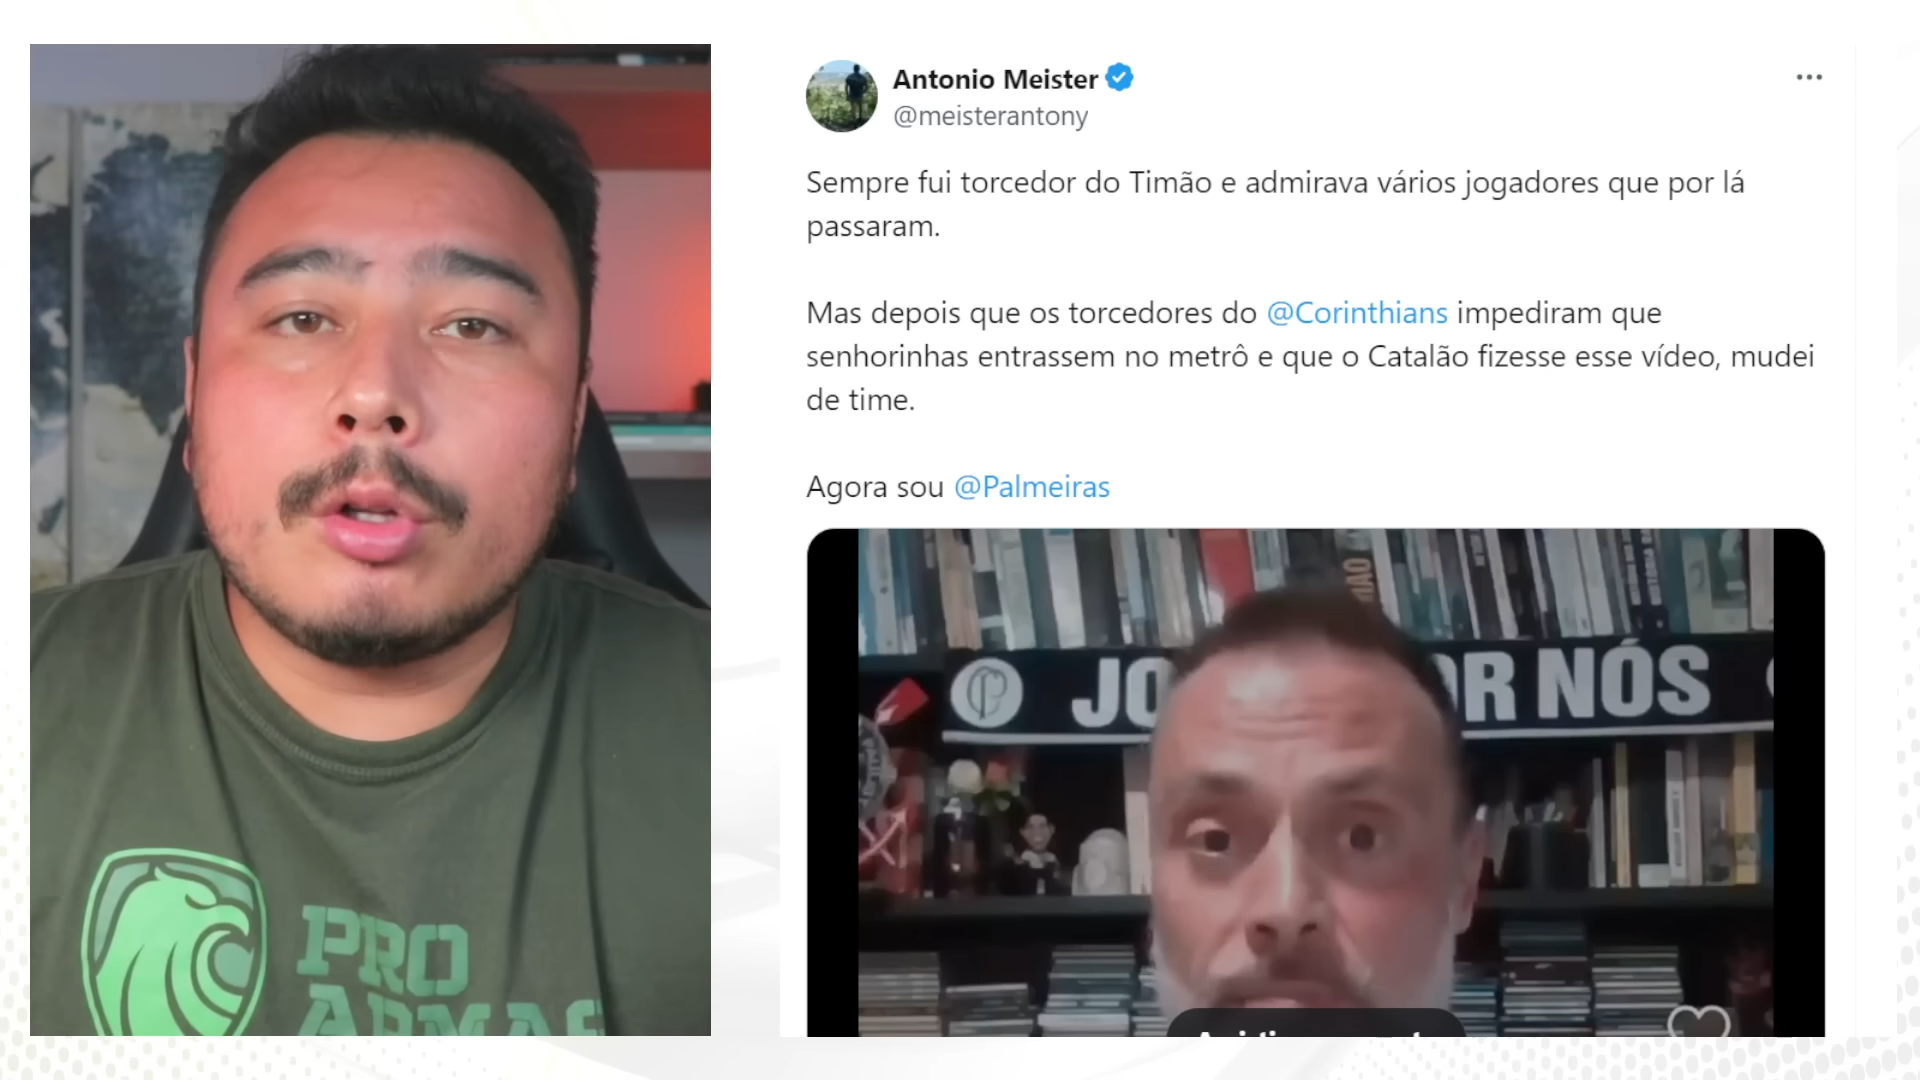 Antonio Meister
@meisterantony
Sempre fui torcedor do Timão e admirava vários jogadores que por lá
passaram.
Mas depois que os torcedores do @Corinthians impediram que
senhorinhas entrassem no metrô e que o Catalão fizesse esse vídeo, mudei
de time.
Agora sou @Palmeiras
NÓS
PRO
ARMAS